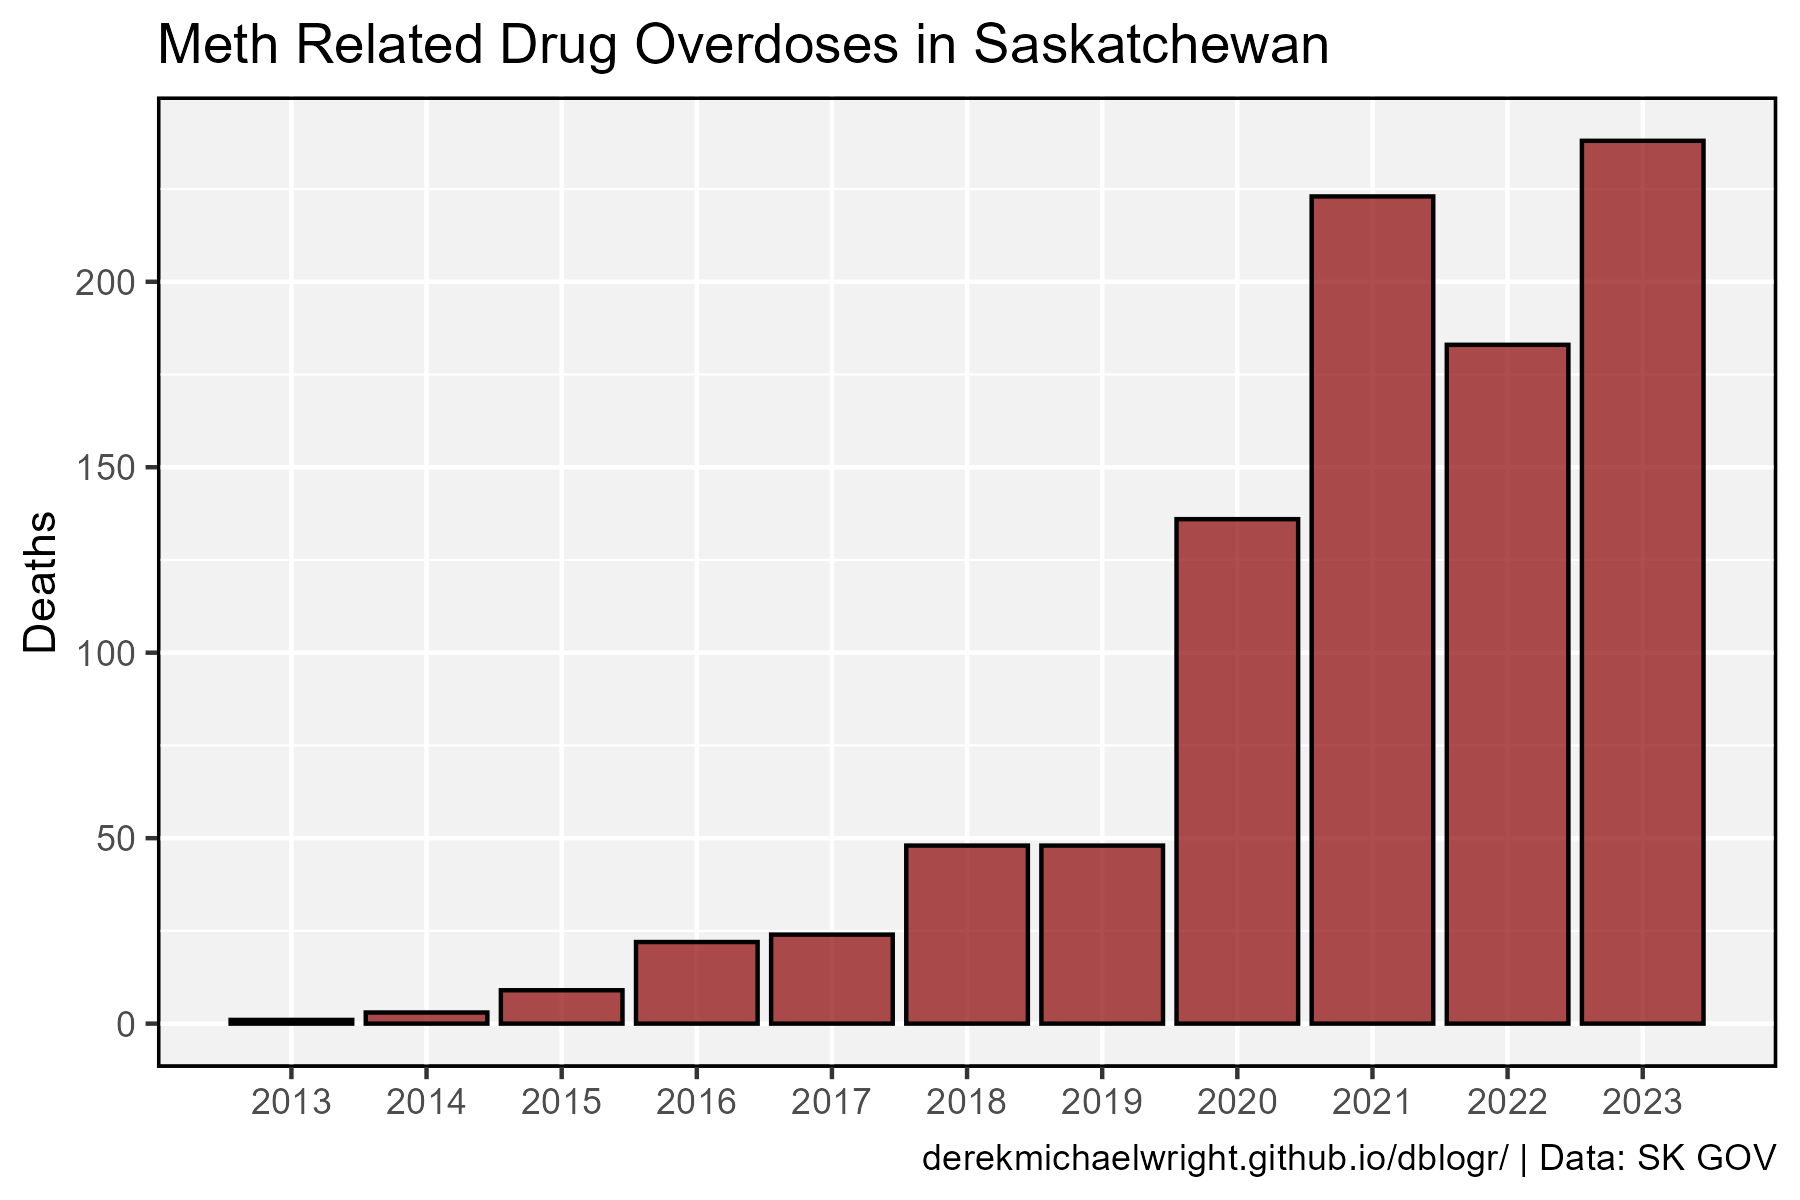 Meth Related Drug Overdoses in Saskatchewan
Deaths
200
150
100
50
0
2013 2014 2015 2016 2017 2018 2019 2020 2021 2022 2023
derekmichaelwright.github.io/dblogr/ | Data: SK GOV